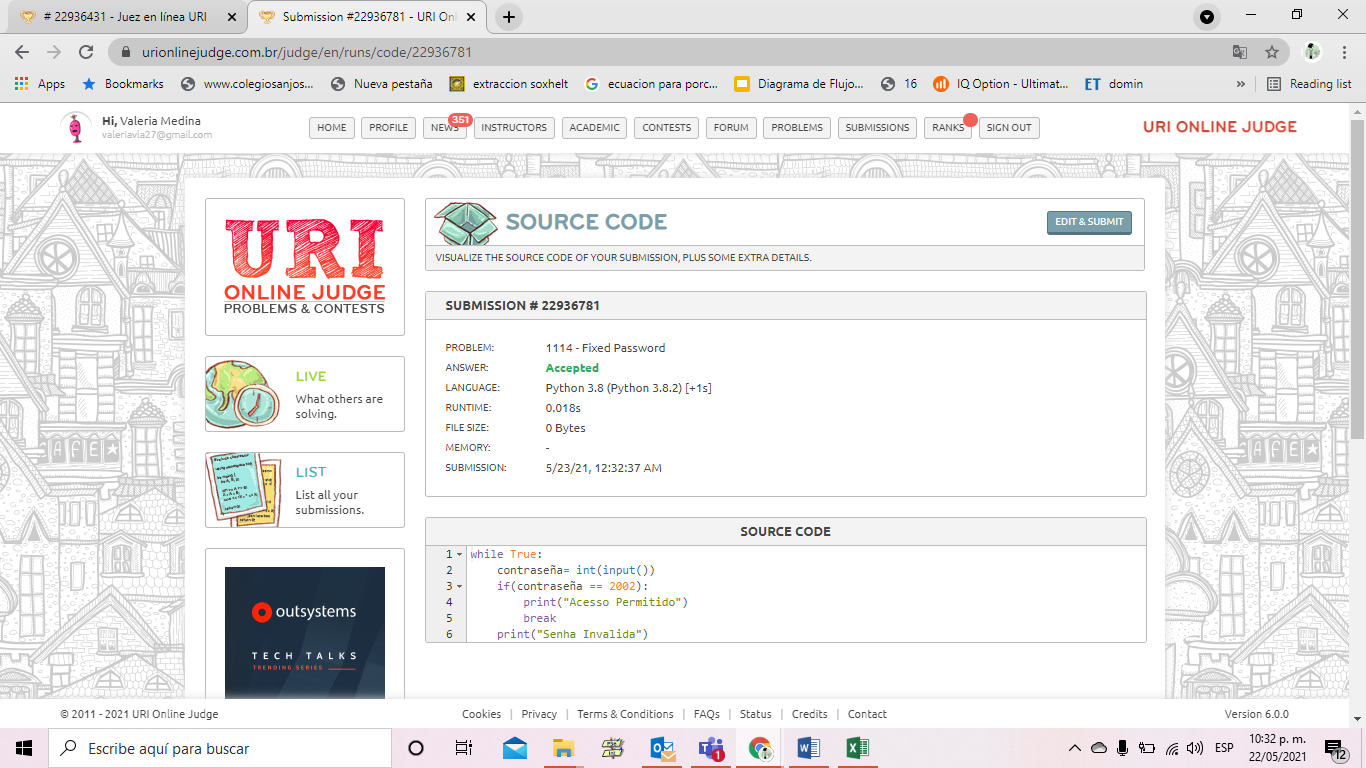 # 22936431 - Juez en línea URI
Submission #22936781 - URI Onl
urionlinejudge.com.br/judge/en/runs/code/22936781
Apps
Bookmarks
www.colegiosanjos...
Nueva pestaña
extraccion soxhelt
ecuacion para porc...
Diagrama de Flujo...
16
IQ Option - Ultimat...
ET domin
»
Reading list
Hi, Valeria Medina
valeriavla27@gmail.com
HOME
PROFILE
NEWS
351
INSTRUCTORS
ACADEMIC
CONTESTS
FORUM
PROBLEMS
SUBMISSIONS
RANKS
SIGN OUT
URI ONLINE JUDGE
URI
ONLINE JUDGE
PROBLEMS & CONTESTS
SOURCE CODE
EDIT & SUBMIT
VISUALIZE THE SOURCE CODE OF YOUR SUBMISSION, PLUS SOME EXTRA DETAILS.
SUBMISSION # 22936781
PROBLEM: 1114 - Fixed Password
ANSWER: Accepted
LANGUAGE: Python 3.8 (Python 3.8.2) [+1s]
RUNTIME: 0.018s
FILE SIZE: 0 Bytes
MEMORY: -
SUBMISSION: 5/23/21, 12:32:37 AM
LIVE
What others are
solving.
LIST
List all your
submissions.
outsystems
TECH TALKS
TRENDING SERIES
SOURCE CODE
1 while True:
2     contraseña= int(input())
3     if(contraseña == 2002):
4         print("Acesso Permitido")
5         break
6     print("Senha Invalida")
AFE
© 2011 - 2021 URI Online Judge
Cookies | Privacy | Terms & Conditions | FAQs | Status | Credits | Contact
Version 6.0.0
Escribe aquí para buscar
1
ESP
10:32 p. m.
22/05/2021
12